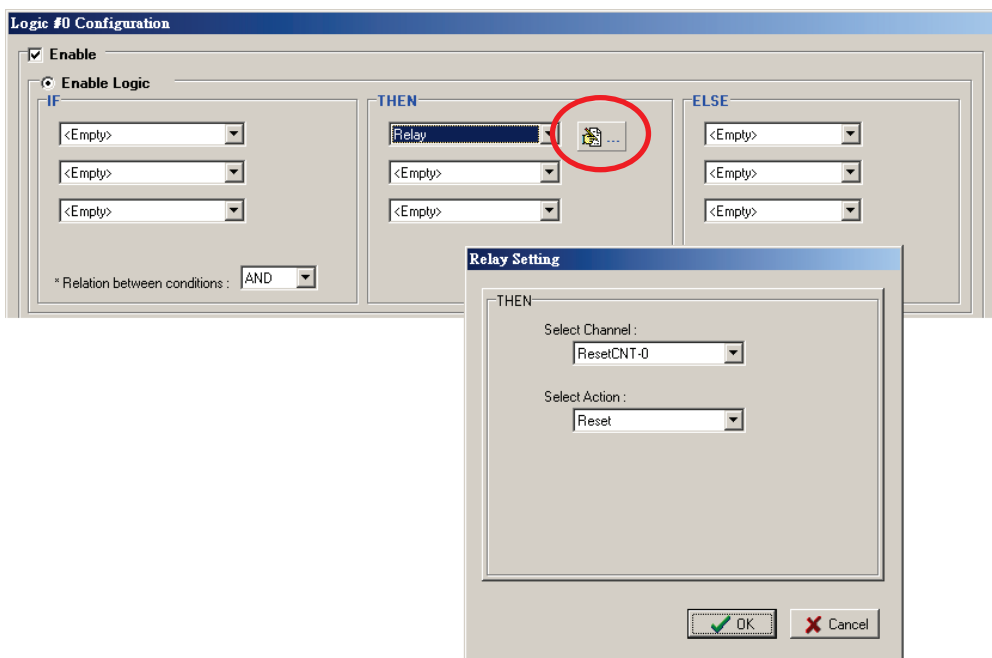 Logic #0 Configuration
Enable
Enable Logic
IF
<Empty>
<Empty>
<Empty>
* Relation between conditions : AND
THEN
Relay
...
<Empty>
<Empty>
ELSE
<Empty>
<Empty>
<Empty>
Relay Setting
THEN
Select Channel :
ResetCNT-0
Select Action :
Reset
OK
Cancel